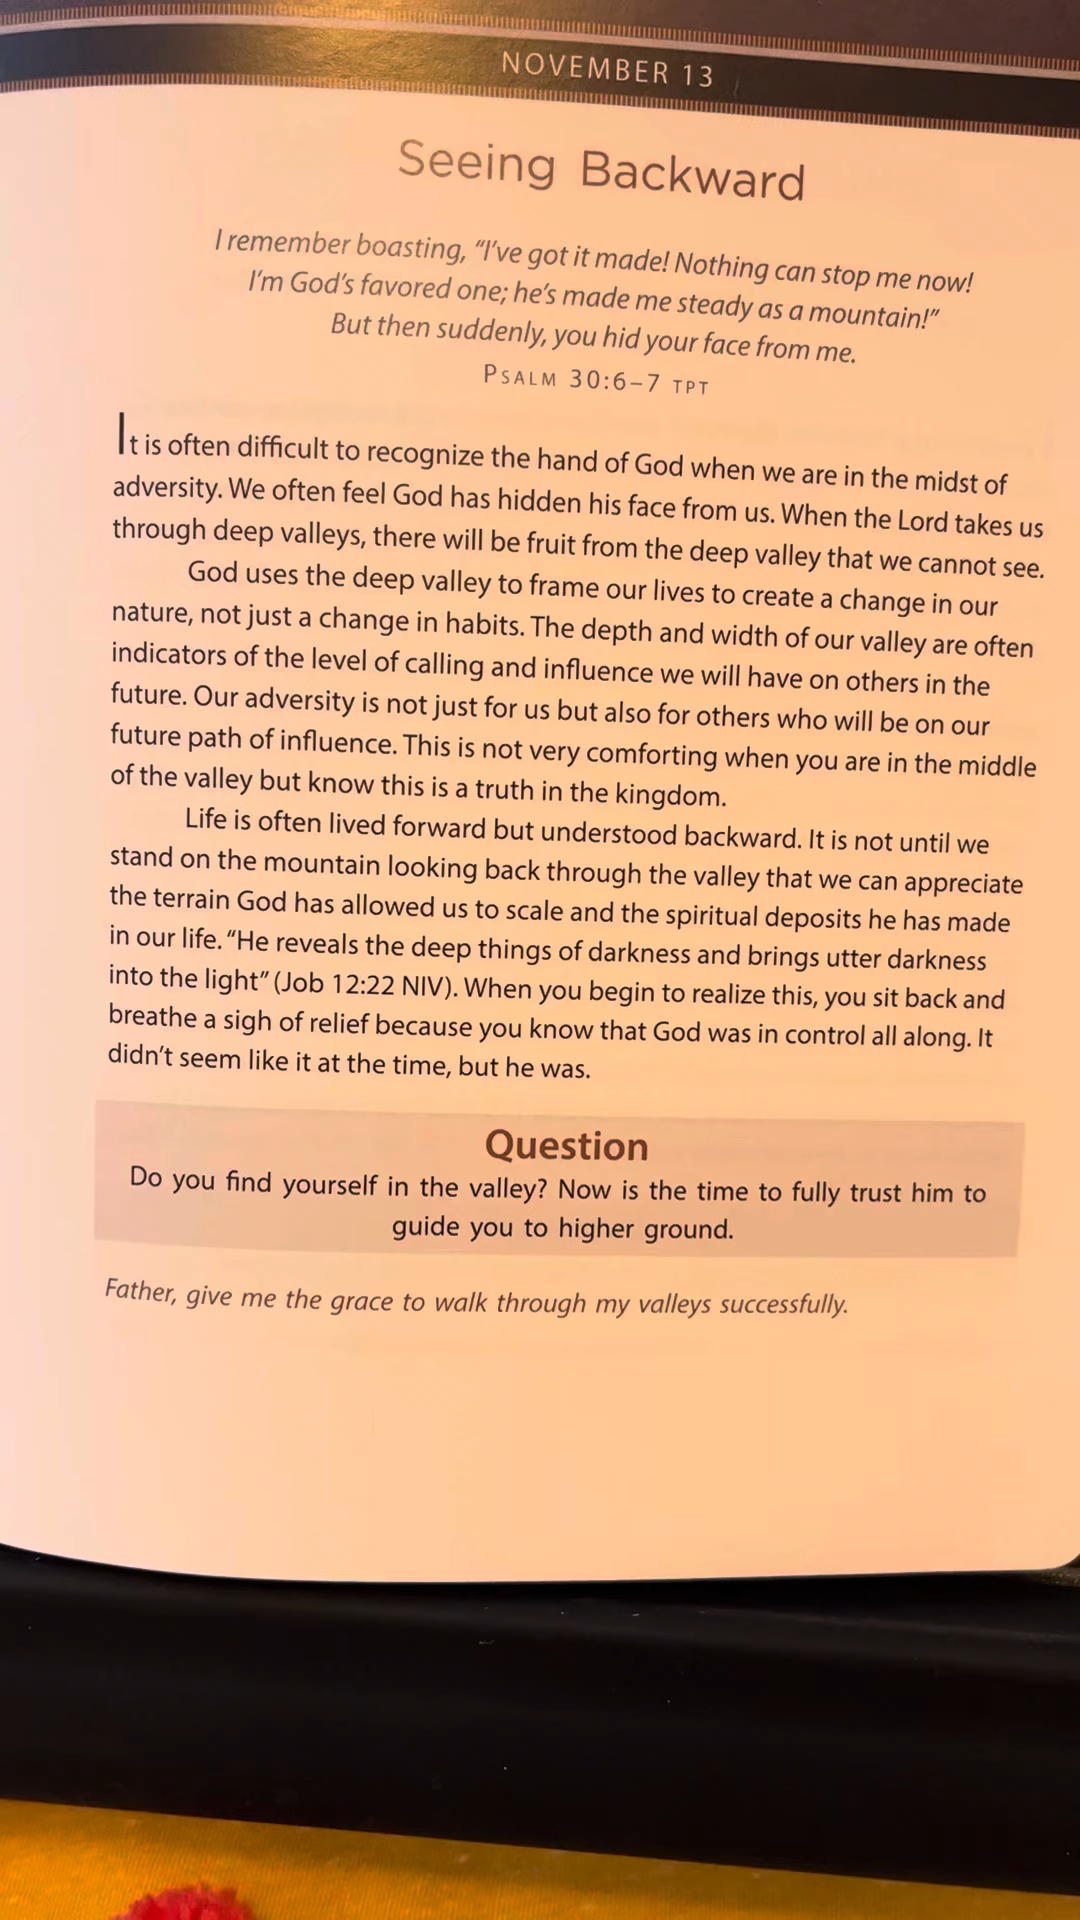 NOVEMBER 13
Seeing Backward
I remember boasting, “I’ve got it made! Nothing can stop me now!
I’m God’s favored one; he’s made me steady as a mountain!”
But then suddenly, you hid your face from me.
PSALM 30:6–7 TPT
It is often difficult to recognize the hand of God when we are in the midst of
adversity. We often feel God has hidden his face from us. When the Lord takes us
through deep valleys, there will be fruit from the deep valley that we cannot see.
God uses the deep valley to frame our lives to create a change in our
nature, not just a change in habits. The depth and width of our valley are often
indicators of the level of calling and influence we will have on others in the
future. Our adversity is not just for us but also for others who will be on our
future path of influence. This is not very comforting when you are in the middle
of the valley but know this is a truth in the kingdom.
Life is often lived forward but understood backward. It is not until we
stand on the mountain looking back through the valley that we can appreciate
the terrain God has allowed us to scale and the spiritual deposits he has made
in our life. “He reveals the deep things of darkness and brings utter darkness
into the light” (Job 12:22 NIV). When you begin to realize this, you sit back and
breathe a sigh of relief because you know that God was in control all along. It
didn’t seem like it at the time, but he was.
Question
Do you find yourself in the valley? Now is the time to fully trust him to
guide you to higher ground.
Father, give me the grace to walk through my valleys successfully.